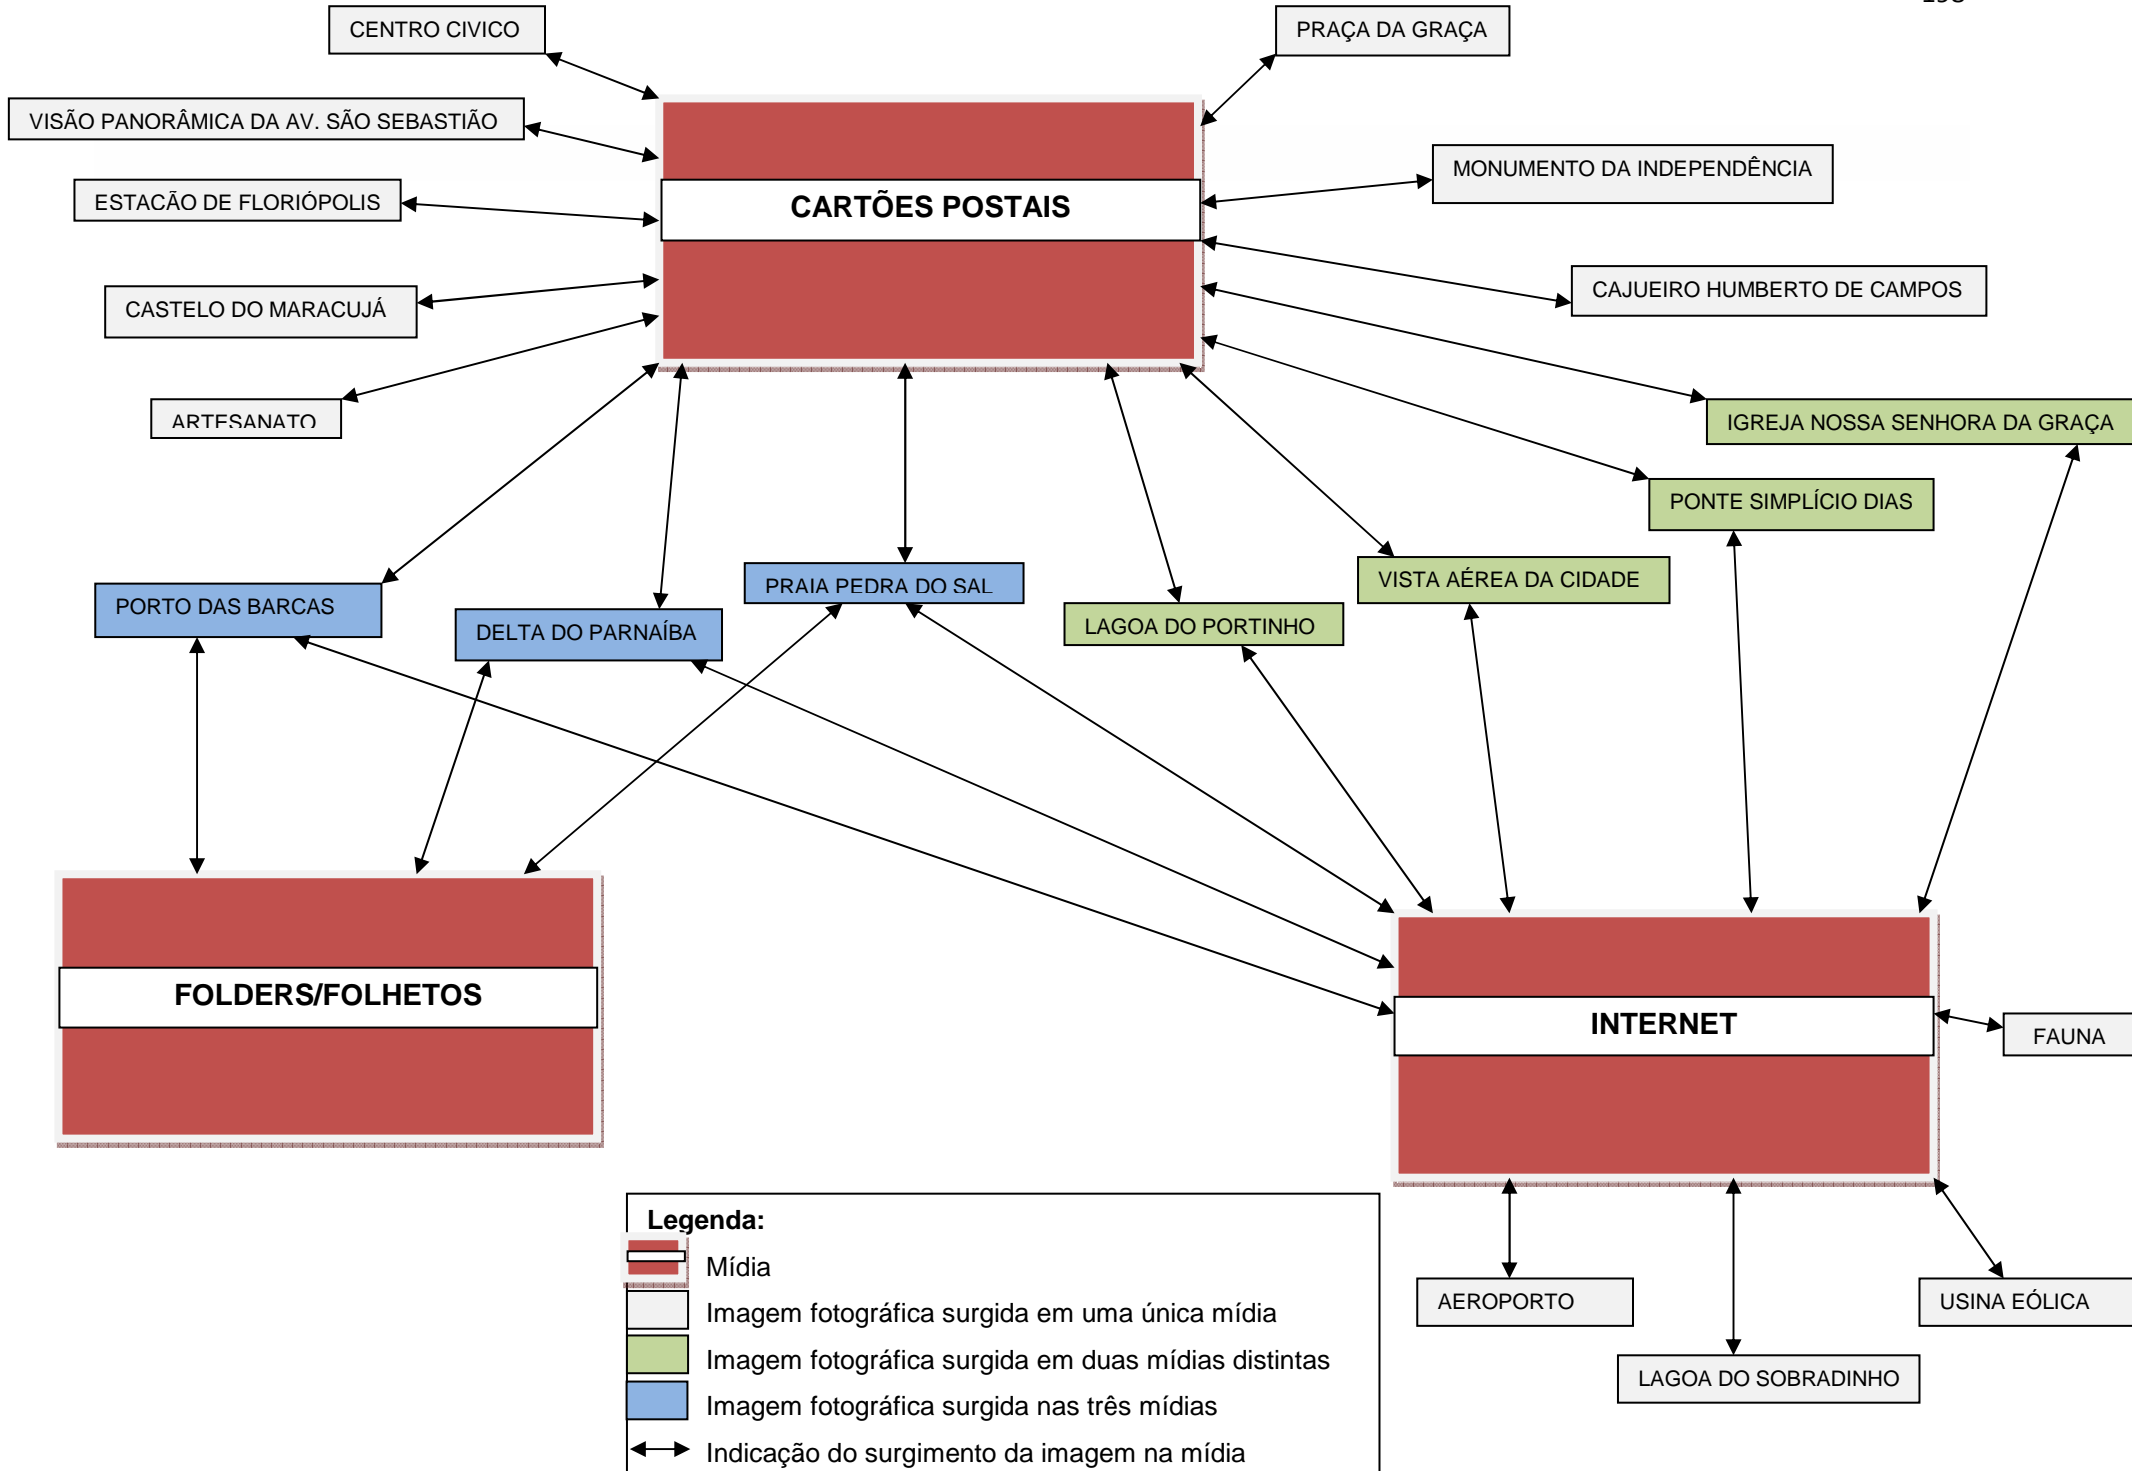 CENTRO CIVICO
PRAÇA DA GRAÇA
VISÃO PANORÂMICA DA AV. SÃO SEBASTIÃO
MONUMENTO DA INDEPENDÊNCIA
ESTACÃO DE FLORIÓPOLIS
CARTÕES POSTAIS
CAJUEIRO HUMBERTO DE CAMPOS
CASTELO DO MARACUJÁ
ARTESANATO
IGREJA NOSSA SENHORA DA GRAÇA
PONTE SIMPLÍCIO DIAS
VISTA AÉREA DA CIDADE
PRAIA PEDRA DO SAL
PORTO DAS BARCAS
DELTA DO PARNAÍBA
LAGOA DO PORTINHO
FOLDERS/FOLHETOS
INTERNET
FAUNA
AEROPORTO
USINA EÓLICA
LAGOA DO SOBRADINHO
Legenda:
Mídia
Imagem fotográfica surgida em uma única mídia
Imagem fotográfica surgida em duas mídias distintas
Imagem fotográfica surgida nas três mídias
Indicação do surgimento da imagem na mídia